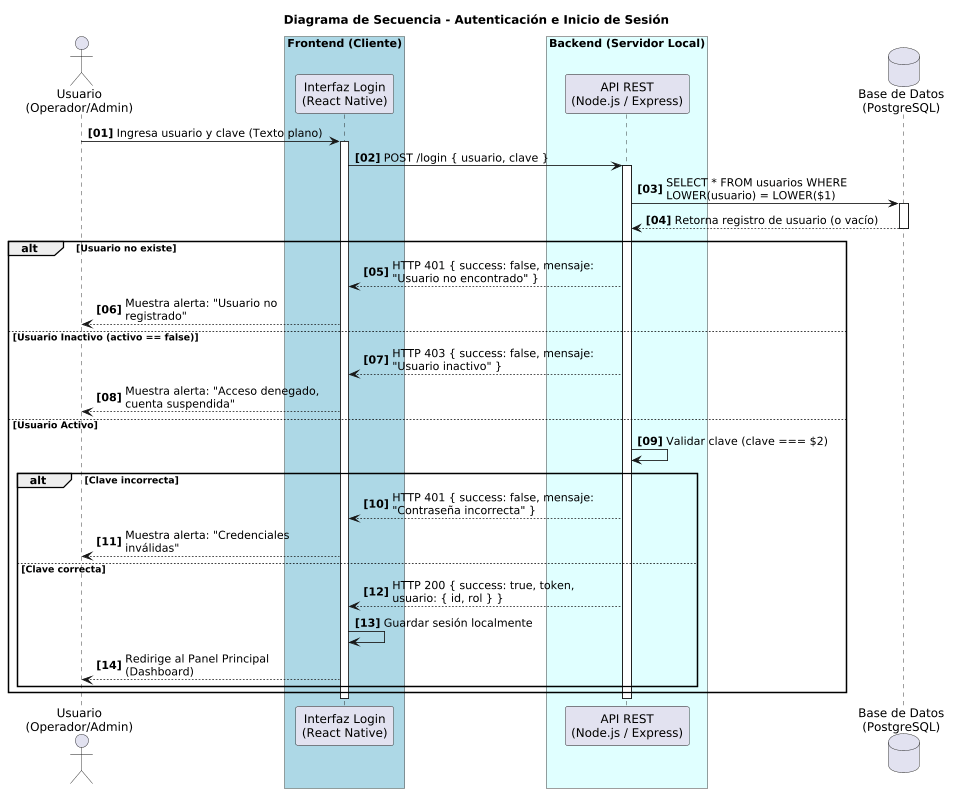 Diagrama de Secuencia - Autenticación e Inicio de Sesión
Frontend (Cliente)
Backend (Servidor Local)
Usuario
(Operador/Admin)
Interfaz Login
(React Native)
API REST
(Node.js / Express)
Base de Datos
(PostgreSQL)
[01] Ingresa usuario y clave (Texto plano)
[02] POST /login { usuario, clave }
[03] SELECT * FROM usuarios WHERE
LOWER(usuario) = LOWER($1)
[04] Retorna registro de usuario (o vacío)
alt [Usuario no existe]
[05] HTTP 401 { success: false, mensaje:
"Usuario no encontrado" }
[06] Muestra alerta: "Usuario no
registrado"
[Usuario Inactivo (activo == false)]
[07] HTTP 403 { success: false, mensaje:
"Usuario inactivo" }
[08] Muestra alerta: "Acceso denegado,
cuenta suspendida"
[Usuario Activo]
[09] Validar clave (clave === $2)
alt [Clave incorrecta]
[10] HTTP 401 { success: false, mensaje:
"Contraseña incorrecta" }
[11] Muestra alerta: "Credenciales
inválidas"
[Clave correcta]
[12] HTTP 200 { success: true, token,
usuario: { id, rol } }
[13] Guardar sesión localmente
[14] Redirige al Panel Principal
(Dashboard)
Usuario
(Operador/Admin)
Interfaz Login
(React Native)
API REST
(Node.js / Express)
Base de Datos
(PostgreSQL)